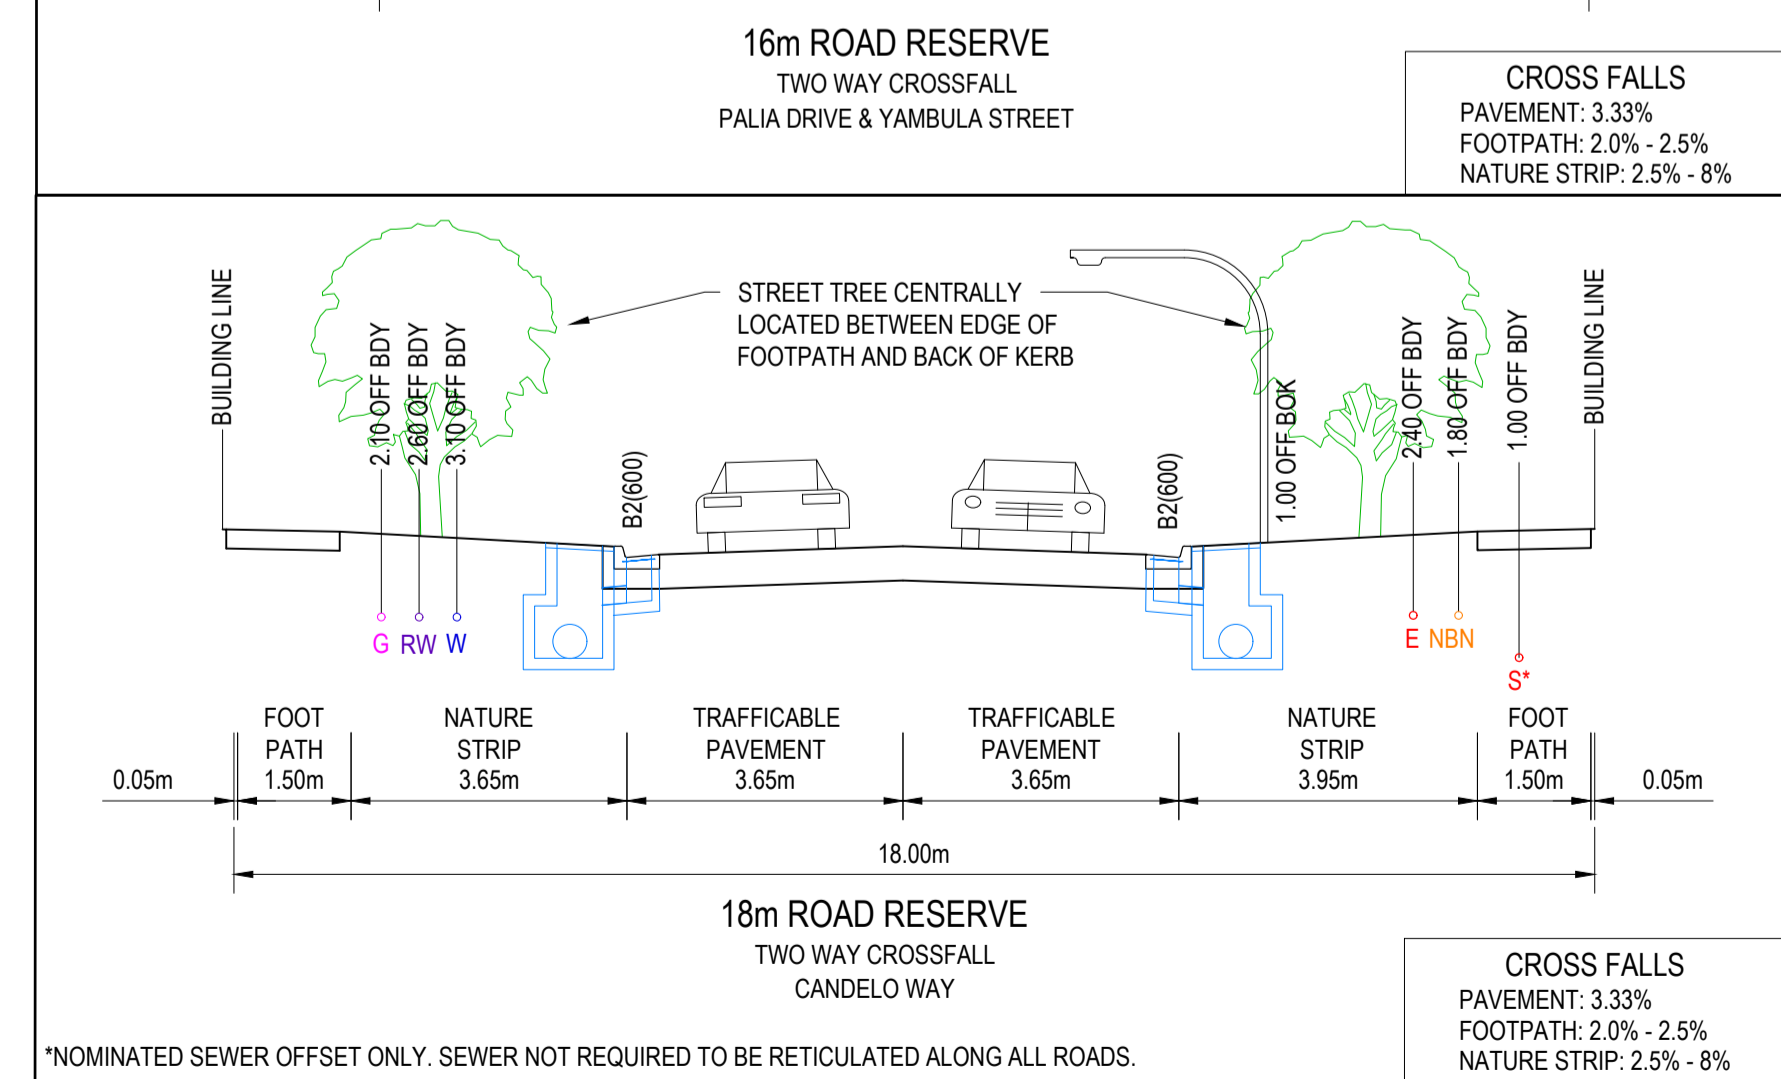 16m ROAD RESERVE
TWO WAY CROSSFALL
PALIA DRIVE & YAMBULA STREET
CROSS FALLS
PAVEMENT: 3.33%
FOOTPATH: 2.0% - 2.5%
NATURE STRIP: 2.5% - 8%
BUILDING LINE
2.10 OFF BDY
2.60 OFF BDY
3.10 OFF BDY
STREET TREE CENTRALLY
LOCATED BETWEEN EDGE OF
FOOTPATH AND BACK OF KERB
B2(600)
B2(600)
1.00 OFF BOK
2.40 OFF BDY
1.80 OFF BDY
1.00 OFF BDY
BUILDING LINE
G RW W
E NBN
S*
FOOT
PATH
1.50m
NATURE
STRIP
3.65m
TRAFFICABLE
PAVEMENT
3.65m
TRAFFICABLE
PAVEMENT
3.65m
NATURE
STRIP
3.95m
FOOT
PATH
1.50m
0.05m
0.05m
18.00m
18m ROAD RESERVE
TWO WAY CROSSFALL
CANDELO WAY
CROSS FALLS
PAVEMENT: 3.33%
FOOTPATH: 2.0% - 2.5%
NATURE STRIP: 2.5% - 8%
*NOMINATED SEWER OFFSET ONLY. SEWER NOT REQUIRED TO BE RETICULATED ALONG ALL ROADS.